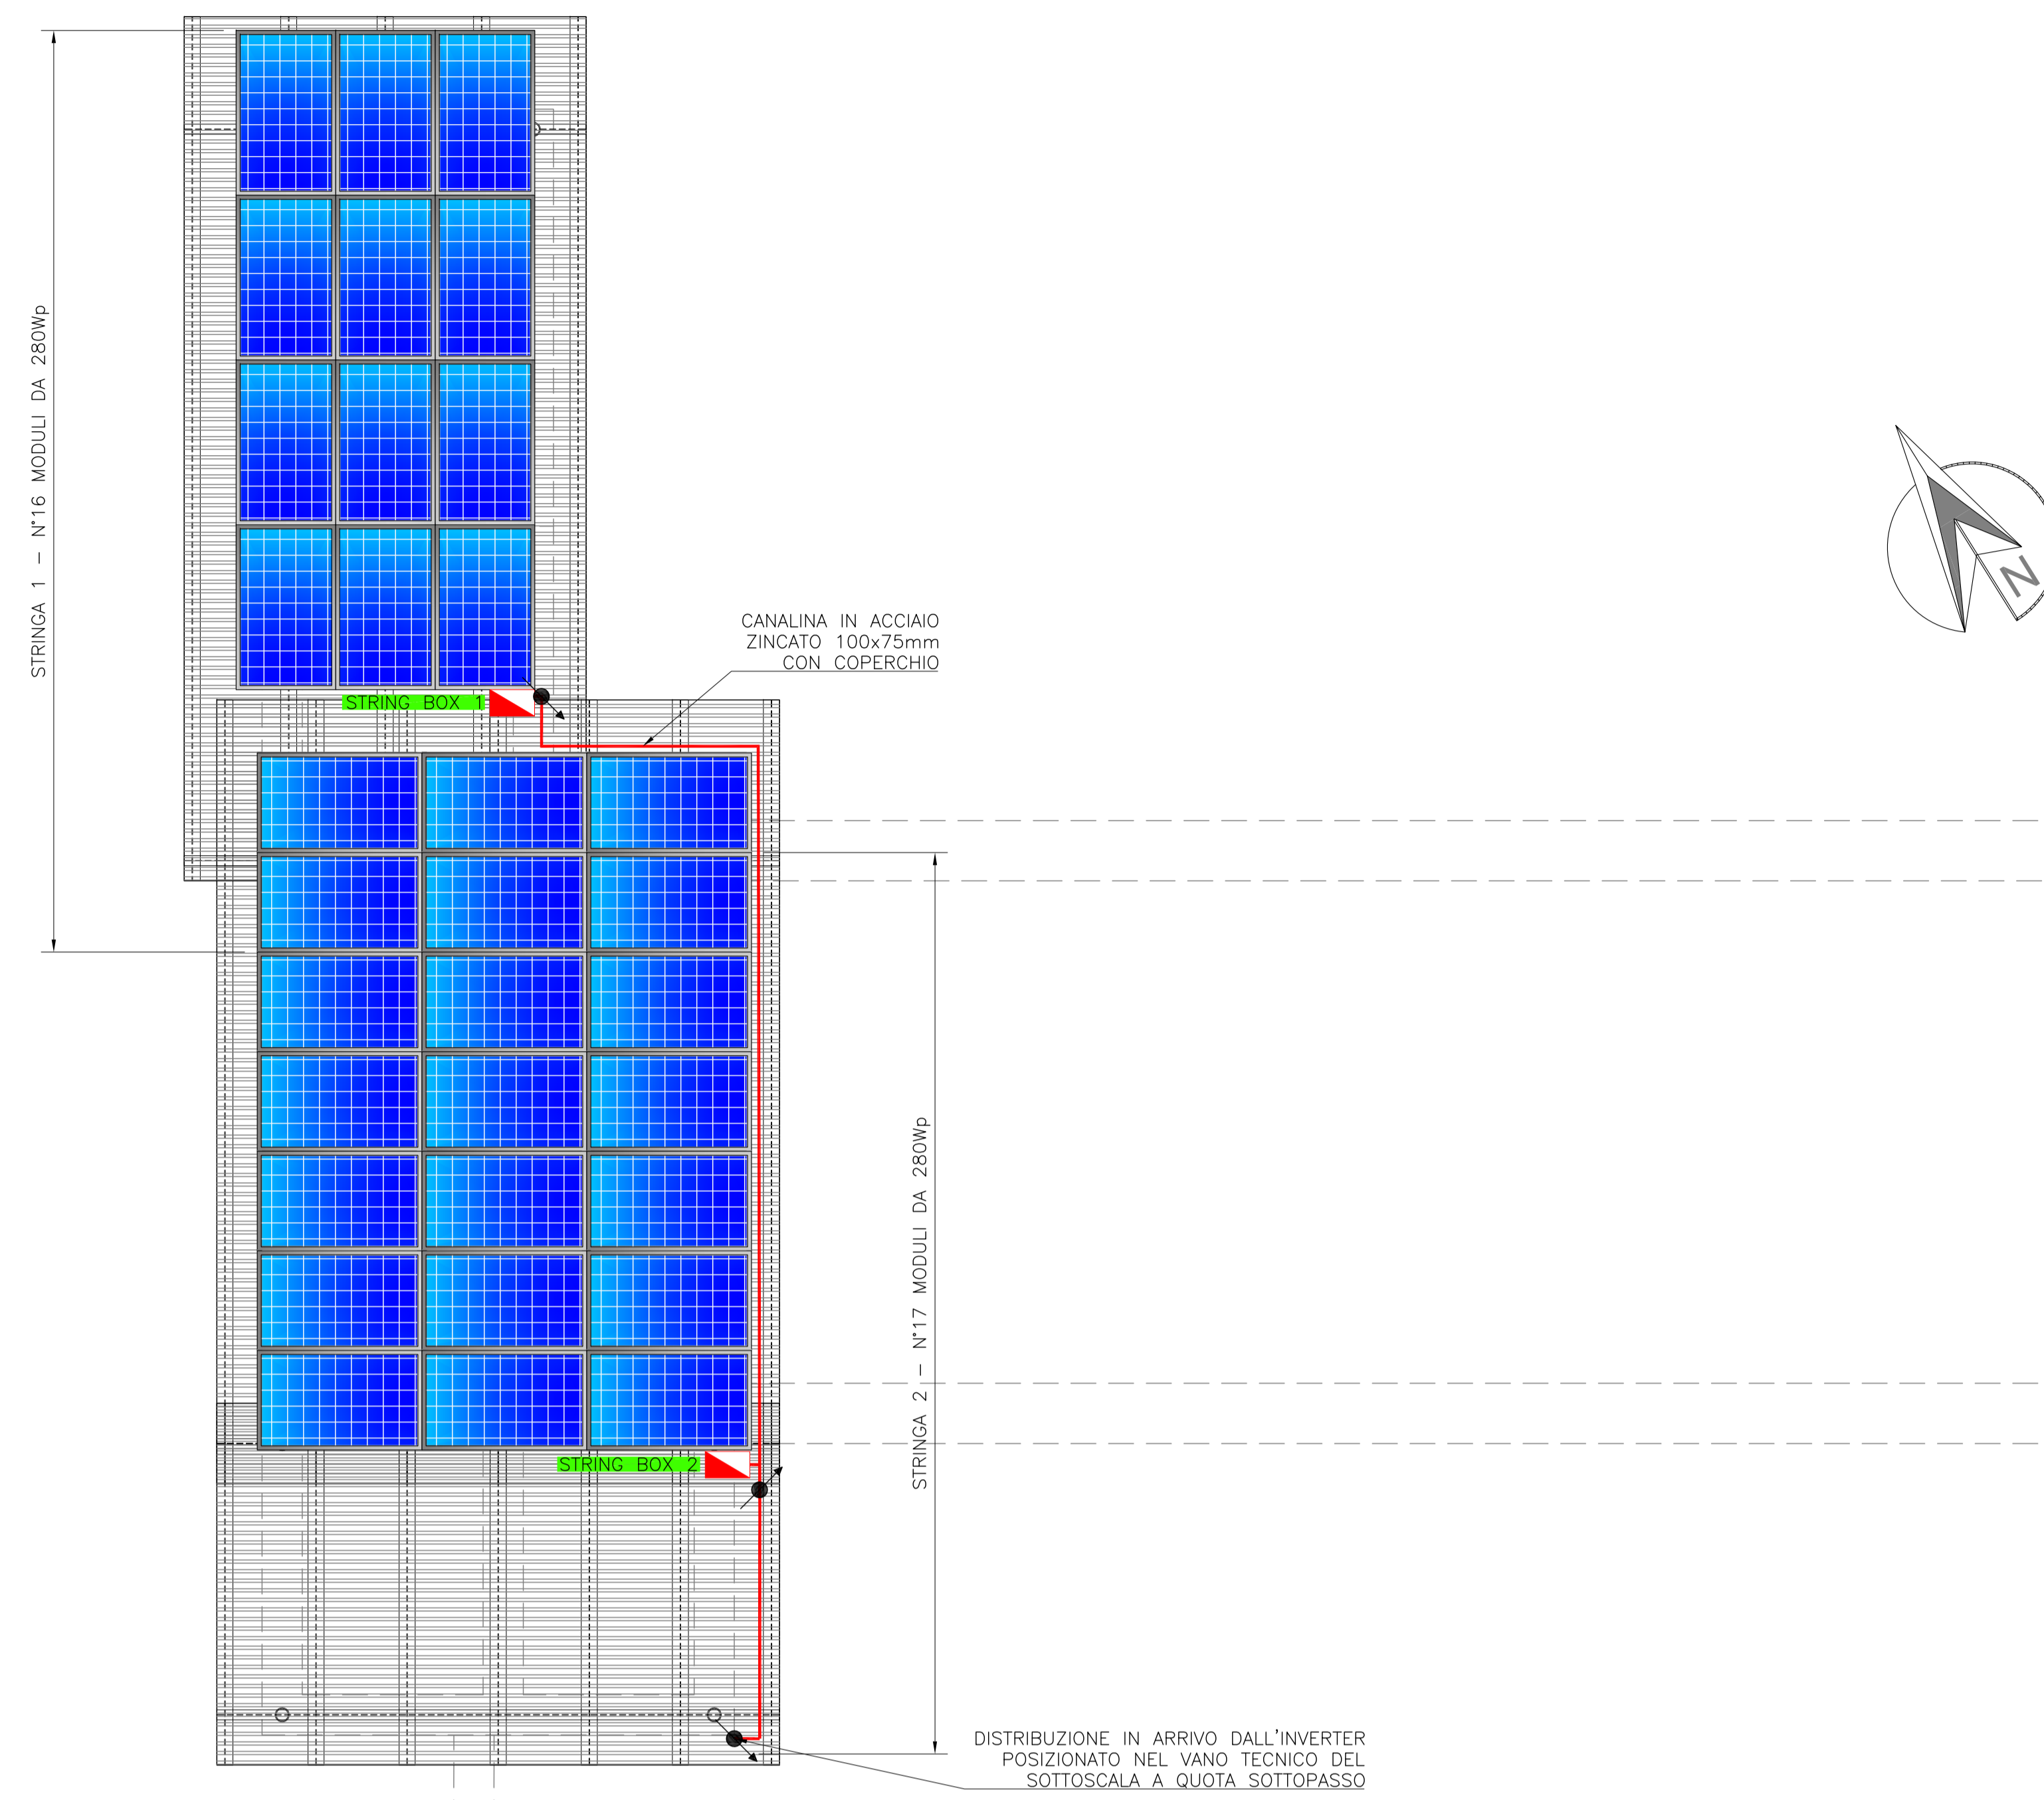 STRINGA 1 – N°16 MODULI DA 280Wp
CANALINA IN ACCIAIO
ZINCATO 100x75mm
CON COPERCHIO
N
STRING BOX 1
STRINGA 2 – N°17 MODULI DA 280Wp
STRING BOX 2
DISTRIBUZIONE IN ARRIVO DALL'INVERTER
POSIZIONATO NEL VANO TECNICO DEL
SOTTOSCALA A QUOTA SOTTOPASSO